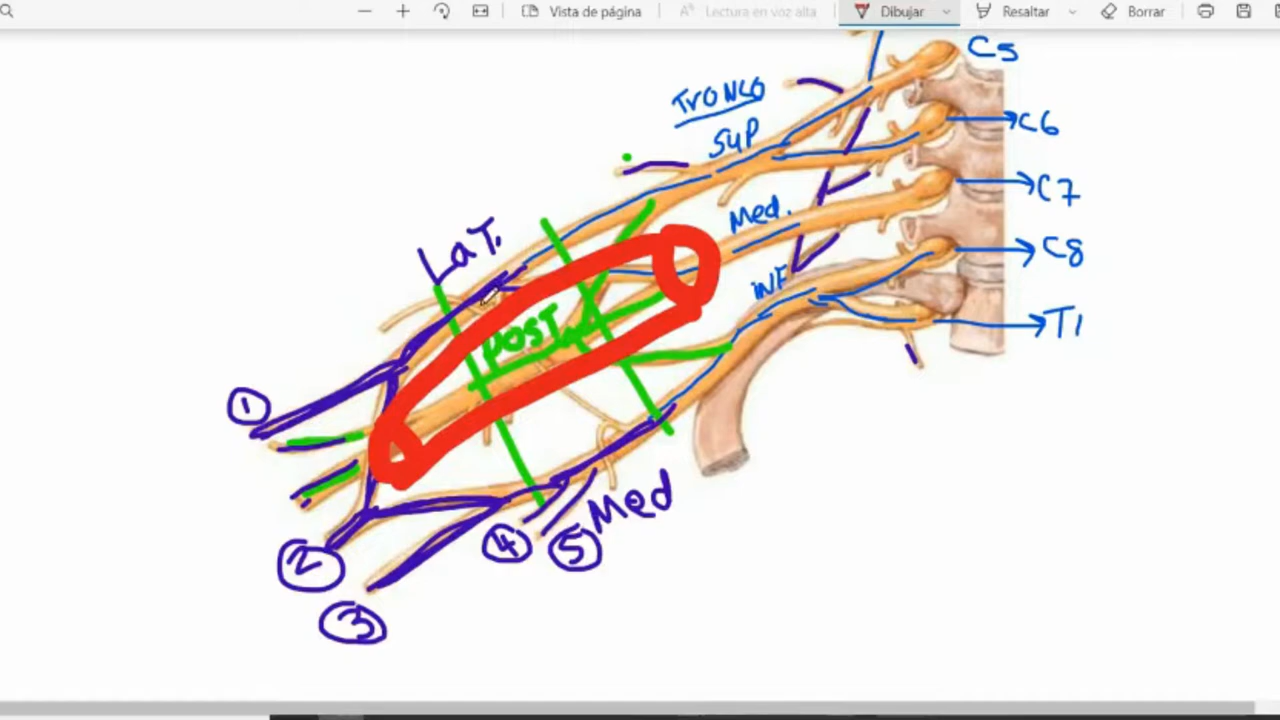 Vista de página
Lectura en voz alta
Dibujar
Resaltar
Borrar
C5
TRONCO
SUP
C6
C7
Med.
LaT.
C8
INF
POST
T1
①
②
③
④
⑤
Med